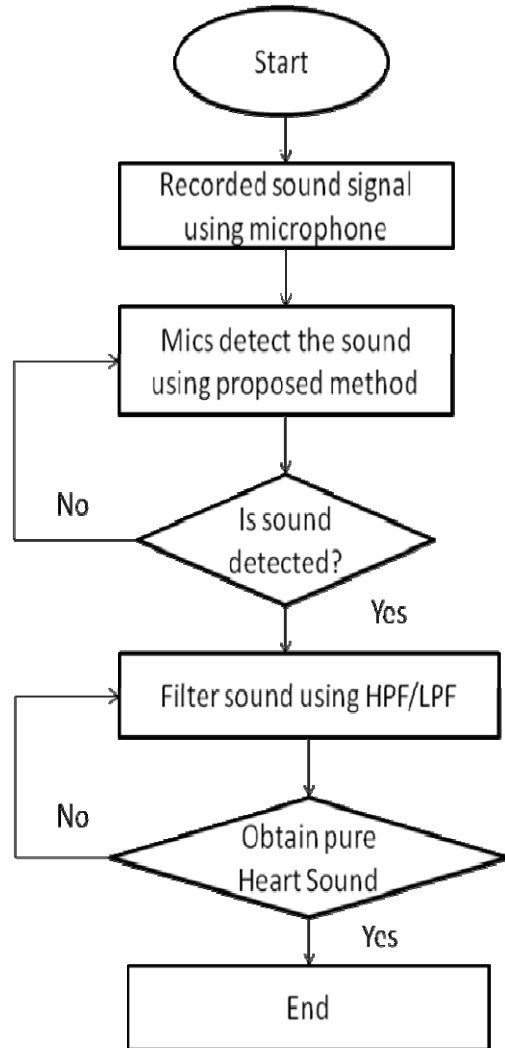 Start
Recorded sound signal
using microphone
Mics detect the sound
using proposed method
No
Is sound
detected?
Yes
Filter sound using HPF/LPF
No
Obtain pure
Heart Sound
Yes
End